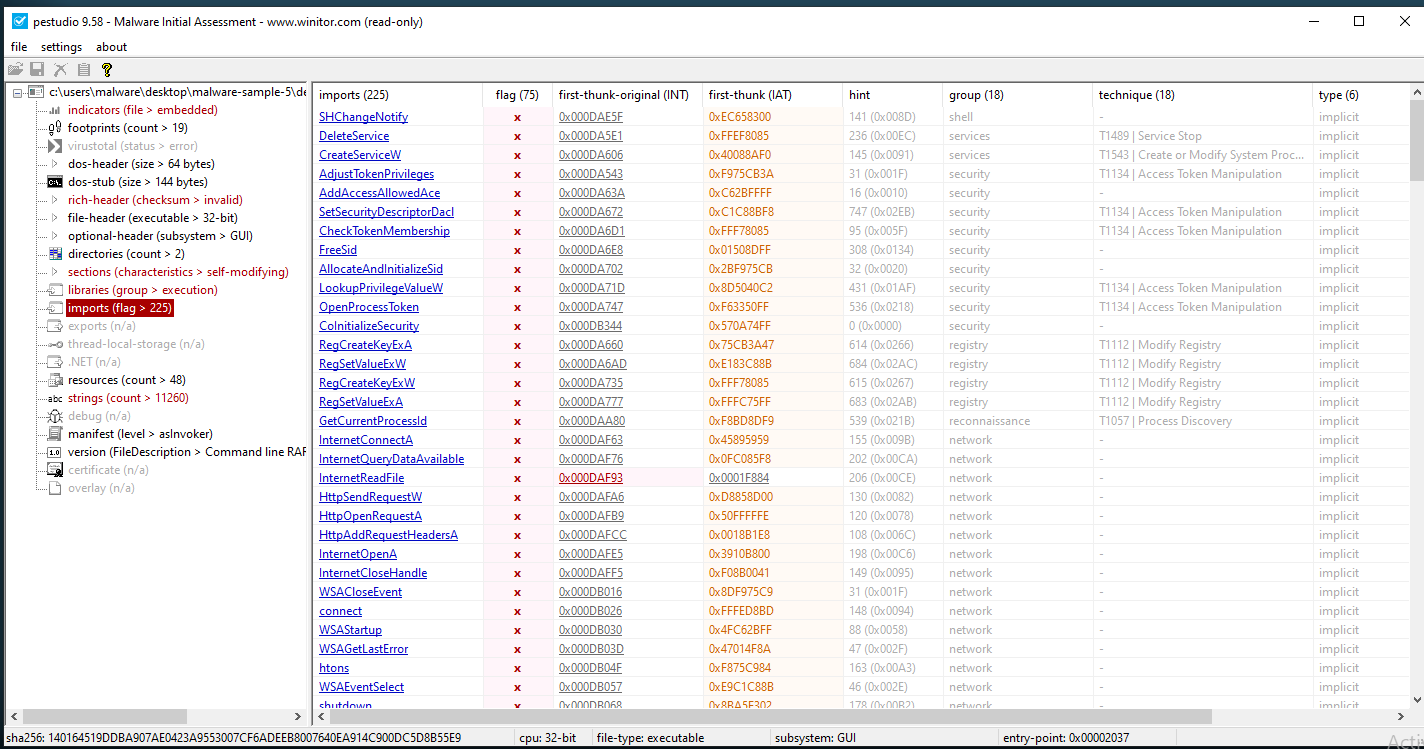 pestudio 9.58 - Malware Initial Assessment - www.winitor.com (read-only)
file settings about
c:\users\malware\desktop\malware-sample-5\de
indicators (file > embedded)
footprints (count > 19)
virustotal (status > error)
dos-header (size > 64 bytes)
dos-stub (size > 144 bytes)
rich-header (checksum > invalid)
file-header (executable > 32-bit)
optional-header (subsystem > GUI)
directories (count > 2)
sections (characteristics > self-modifying)
libraries (group > execution)
imports (flag > 225)
exports (n/a)
thread-local-storage (n/a)
.NET (n/a)
resources (count > 48)
abc strings (count > 11260)
debug (n/a)
manifest (level > asInvoker)
1.0 version (FileDescription > Command line RAR
certificate (n/a)
overlay (n/a)
imports (225) flag (75) first-thunk-original (INT) first-thunk (IAT) hint group (18) technique (18) type (6)
SHChangeNotify x 0x000DAE5F 0xEC658300 141 (0x008D) shell - implicit
DeleteService x 0x000DA5E1 0xFFEF8085 236 (0x00EC) services T1489 | Service Stop implicit
CreateServiceW x 0x000DA606 0x40088AF0 145 (0x0091) services T1543 | Create or Modify System Proc... implicit
AdjustTokenPrivileges x 0x000DA543 0xF975CB3A 31 (0x001F) security T1134 | Access Token Manipulation implicit
AddAccessAllowedAce x 0x000DA63A 0xC62BFFFF 16 (0x0010) security - implicit
SetSecurityDescriptorDacl x 0x000DA672 0xC1C88BF8 747 (0x02EB) security T1134 | Access Token Manipulation implicit
CheckTokenMembership x 0x000DA6D1 0xFFF78085 95 (0x005F) security T1134 | Access Token Manipulation implicit
FreeSid x 0x000DA6E8 0x01508DFF 308 (0x0134) security - implicit
AllocateAndInitializeSid x 0x000DA702 0x2BF975CB 32 (0x0020) security - implicit
LookupPrivilegeValueW x 0x000DA71D 0x8D5040C2 431 (0x01AF) security T1134 | Access Token Manipulation implicit
OpenProcessToken x 0x000DA747 0xF63350FF 536 (0x0218) security T1134 | Access Token Manipulation implicit
CoInitializeSecurity x 0x000DB344 0x570A74FF 0 (0x0000) security - implicit
RegCreateKeyExA x 0x000DA660 0x75CB3A47 614 (0x0266) registry T1112 | Modify Registry implicit
RegSetValueExW x 0x000DA6AD 0xE183C88B 684 (0x02AC) registry T1112 | Modify Registry implicit
RegCreateKeyExW x 0x000DA735 0xFFF78085 615 (0x0267) registry T1112 | Modify Registry implicit
RegSetValueExA x 0x000DA777 0xFFFC75FF 683 (0x02AB) registry T1112 | Modify Registry implicit
GetCurrentProcessId x 0x000DAA80 0xF8BD8DF9 539 (0x021B) reconnaissance T1057 | Process Discovery implicit
InternetConnectA x 0x000DAF63 0x45895959 155 (0x009B) network - implicit
InternetQueryDataAvailable x 0x000DAF76 0x0FC085F8 202 (0x00CA) network - implicit
InternetReadFile x 0x000DAF93 0x0001F884 206 (0x00CE) network - implicit
HttpSendRequestW x 0x000DAFA6 0xD8858D00 130 (0x0082) network - implicit
HttpOpenRequestA x 0x000DAFB9 0x50FFFFFE 120 (0x0078) network - implicit
HttpAddRequestHeadersA x 0x000DAFCC 0x0018B1E8 108 (0x006C) network - implicit
InternetOpenA x 0x000DAFE5 0x3910B800 198 (0x00C6) network - implicit
InternetCloseHandle x 0x000DAFF5 0xF08B0041 149 (0x0095) network - implicit
WSACloseEvent x 0x000DB016 0x8DF975C9 31 (0x001F) network - implicit
connect x 0x000DB026 0xFFFED8BD 148 (0x0094) network - implicit
WSAStartup x 0x000DB030 0x4FC62BFF 88 (0x0058) network - implicit
WSAGetLastError x 0x000DB03D 0x47014F8A 47 (0x002F) network - implicit
htons x 0x000DB04F 0xF875C984 163 (0x00A3) network - implicit
WSAEventSelect x 0x000DB057 0xE9C1C88B 46 (0x002E) network - implicit
shutdown x 0x000DB068 0x8BA5F302 178 (0x00B2) network - implicit
sha256: 140164519DDBA907AE0423A9553007CF6ADEEB8007640EA914C900DC5D8B55E9 cpu: 32-bit file-type: executable subsystem: GUI entry-point: 0x00002037